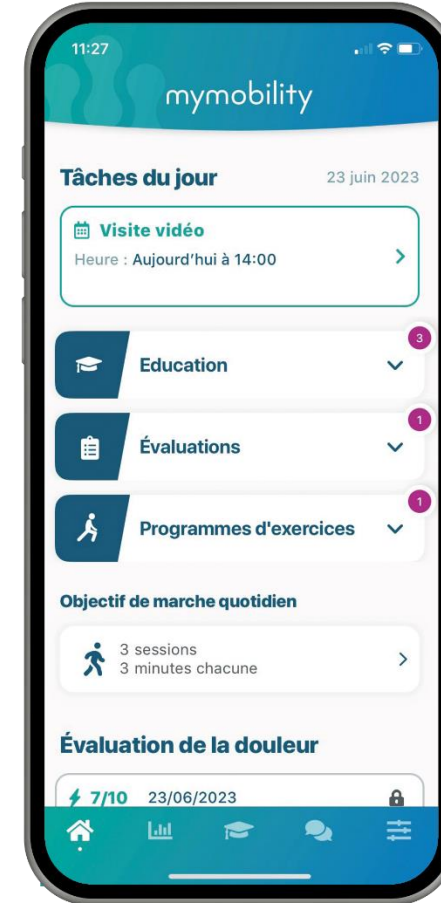 11:27
mymobility
Tâches du jour
23 juin 2023
Visite vidéo
Heure : Aujourd'hui à 14:00
3
Education
1
Évaluations
1
Programmes d'exercices
Objectif de marche quotidien
3 sessions
3 minutes chacune
Évaluation de la douleur
7/10 23/06/2023